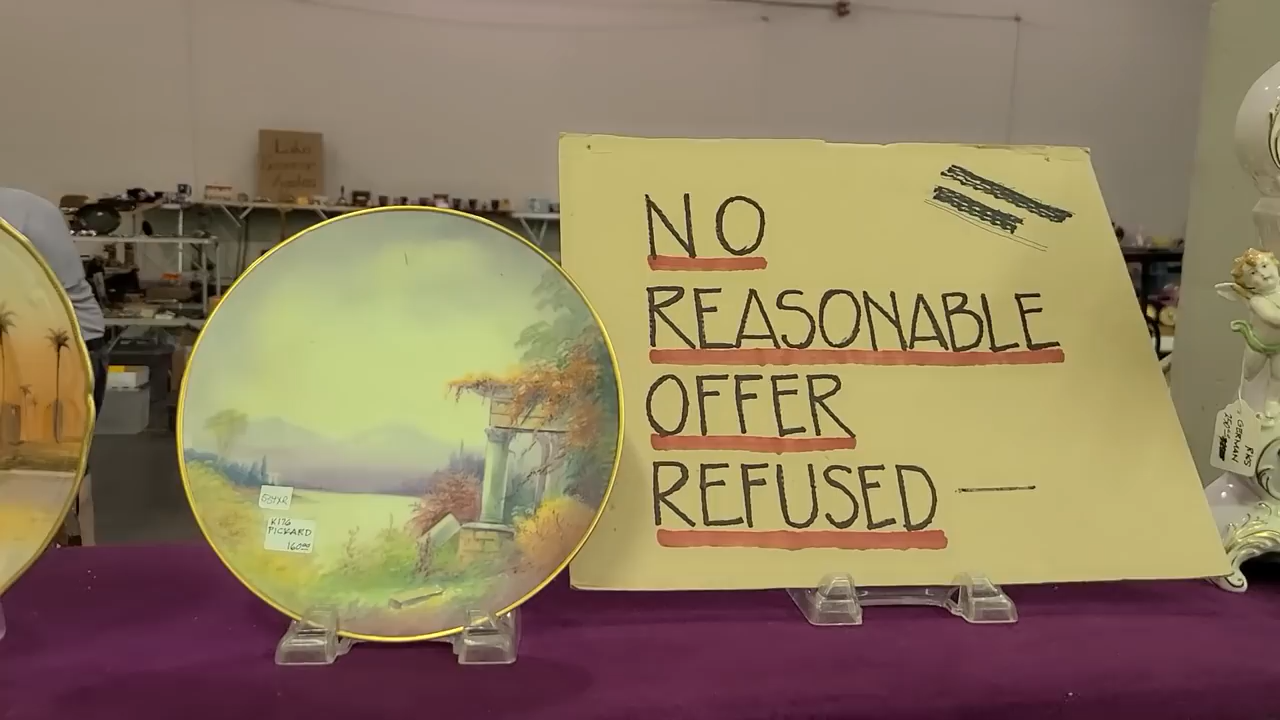 NO
REASONABLE
OFFER
REFUSED —
K176
PICKARD
160.00
GERMAN